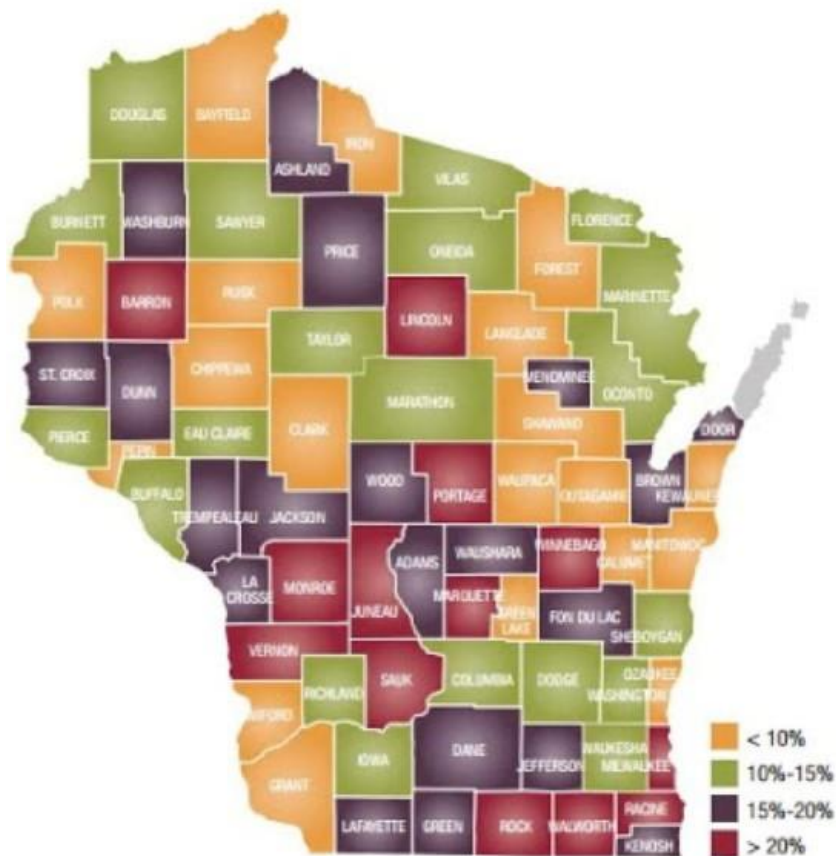 DOUGLAS
BAYFIELD
IRON
ASHLAND
VILAS
BURNETT
WASHBURN
SAWYER
PRICE
ONEIDA
FLORENCE
FOREST
MARINETTE
POLK
BARRON
RUSK
LINCOLN
LANGLADE
TAYLOR
ST. CROIX
DUNN
CHIPPEWA
MENOMINEE
OCONTO
MARATHON
PIERCE
EAU CLAIRE
CLARK
SHAWANO
DOOR
PEPIN
BUFFALO
WOOD
PORTAGE
WAUPACA
OUTAGAMIE
BROWN
KEWAUNEE
TREMPEALEAU
JACKSON
ADAMS
WAUSHARA
WINNEBAGO
CALUMET
MANITOWOC
LA
CROSSE
MONROE
JUNEAU
MARQUETTE
GREEN
LAKE
FON DU LAC
SHEBOYGAN
VERNON
RICHLAND
SAUK
COLUMBIA
DODGE
OZAUKEE
WASHINGTON
GRANT
IOWA
DANE
JEFFERSON
WAUKESHA
MILWAUKEE
LAFAYETTE
GREEN
ROCK
WALWORTH
RACINE
KENOSH
< 10%
10%-15%
15%-20%
> 20%